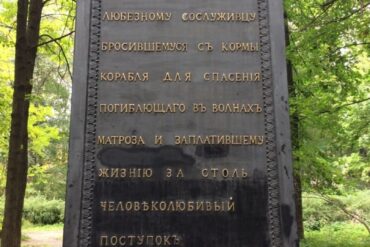 ЛЮБЕЗНОМУ СОСЛУЖИВЦУ
БРОСИВШЕМУСЯ СЪ КОРМЫ
КОРАБЛЯ ДЛЯ СПАСЕНІЯ
ПОГИБАЮЩАГО ВЪ ВОЛНАХЪ
МАТРОЗА И ЗАПЛАТИВШЕМУ
ЖИЗНІЮ ЗА СТОЛЬ
ЧЕЛОВѢКОЛЮБИВЫЙ
ПОСТУПОКЪ